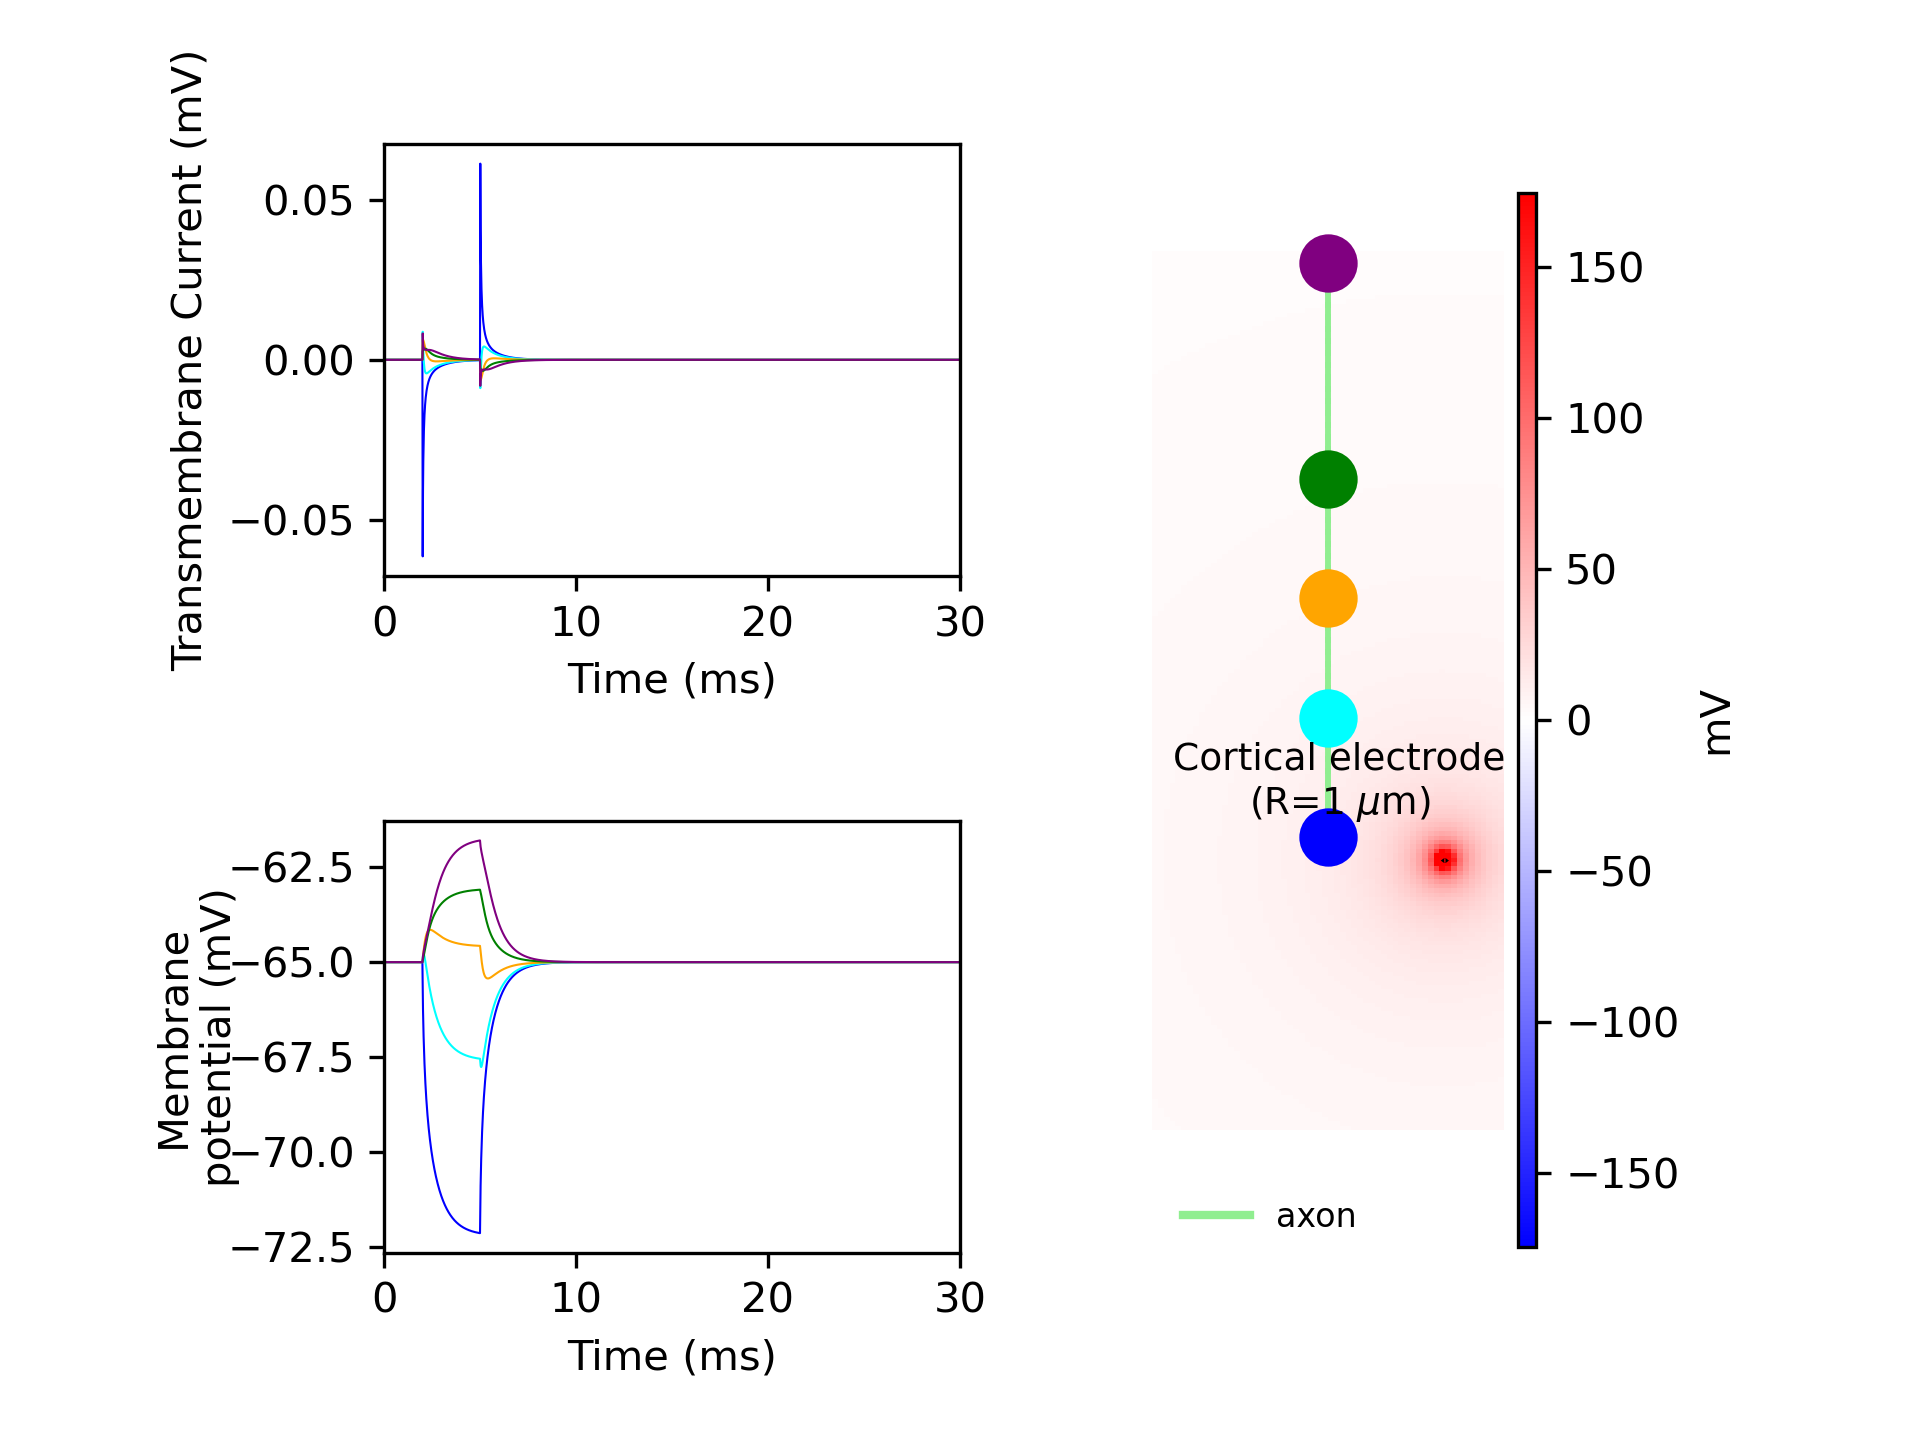 Transmembrane Current (mV)
0.05
0.00
−0.05
0 10 20 30
Time (ms)
Membrane
potential (mV)
−62.5
−65.0
−67.5
−70.0
−72.5
0 10 20 30
Time (ms)
Cortical electrode
(R=1 μm)
axon
150
100
50
0
−50
−100
−150
mV